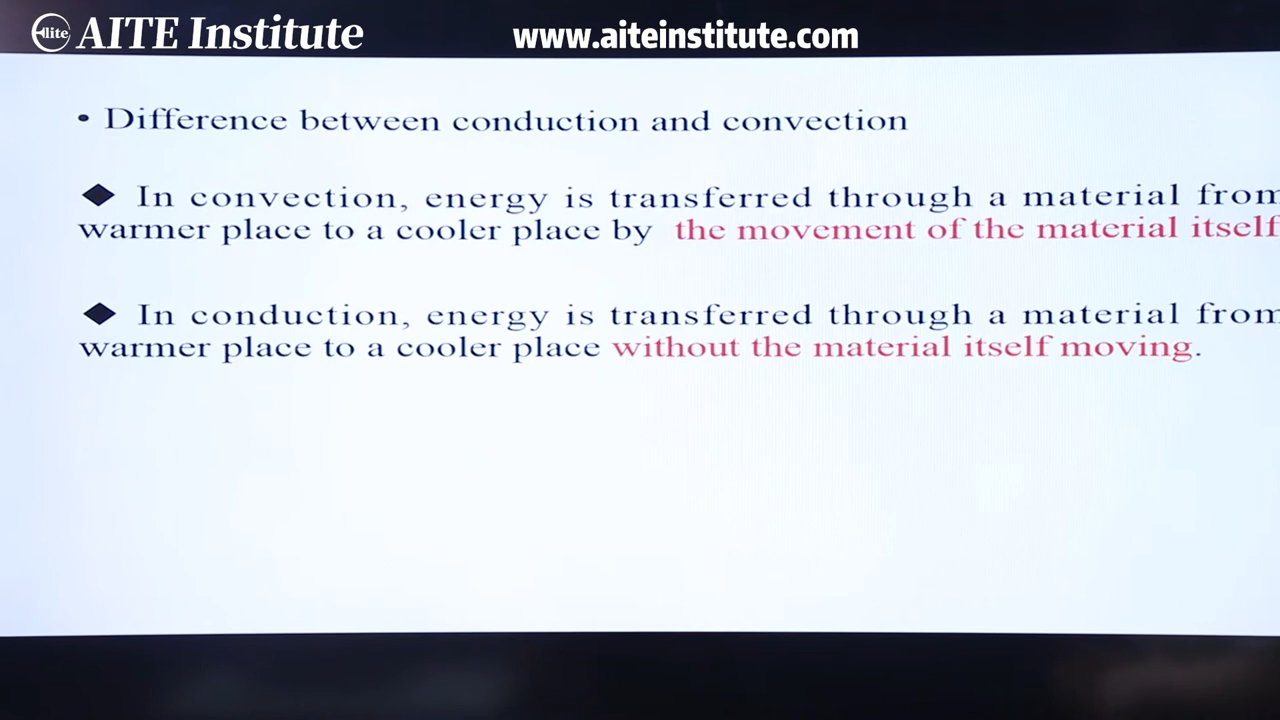 Elite AITE Institute www.aiteinstitute.com
• Difference between conduction and convection
◆ In convection, energy is transferred through a material from
warmer place to a cooler place by the movement of the material itself
◆ In conduction, energy is transferred through a material from
warmer place to a cooler place without the material itself moving.